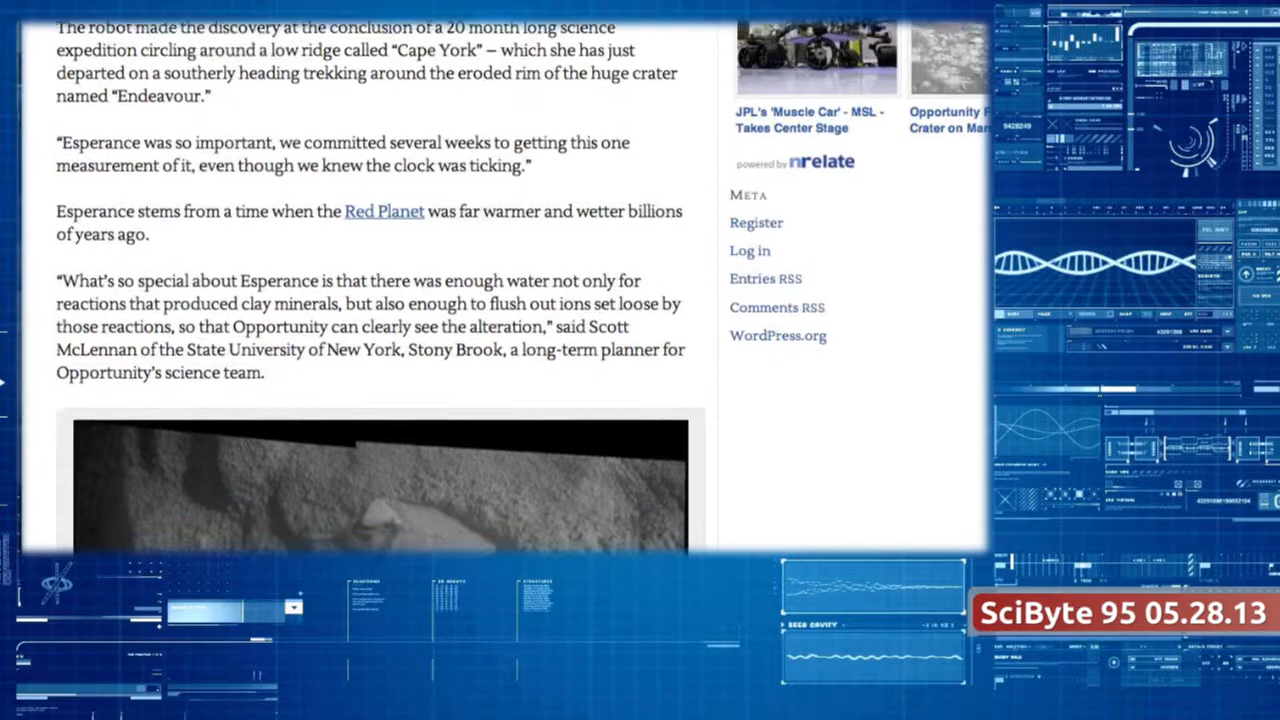 The robot made the discovery at the conclusion of a 20 month long science
expedition circling around a low ridge called “Cape York” – which she has just
departed on a southerly heading trekking around the eroded rim of the huge crater
named “Endeavour.”
“Esperance was so important, we committed several weeks to getting this one
measurement of it, even though we knew the clock was ticking.”
Esperance stems from a time when the Red Planet was far warmer and wetter billions
of years ago.
“What’s so special about Esperance is that there was enough water not only for
reactions that produced clay minerals, but also enough to flush out ions set loose by
those reactions, so that Opportunity can clearly see the alteration,” said Scott
McLennan of the State University of New York, Stony Brook, a long-term planner for
Opportunity’s science team.
JPL's 'Muscle Car' - MSL -
Takes Center Stage
Opportunity F
Crater on Mars
powered by nrelate
META
Register
Log in
Entries RSS
Comments RSS
WordPress.org
9428249
SEED CAVITY
SciByte 95 05.28.13